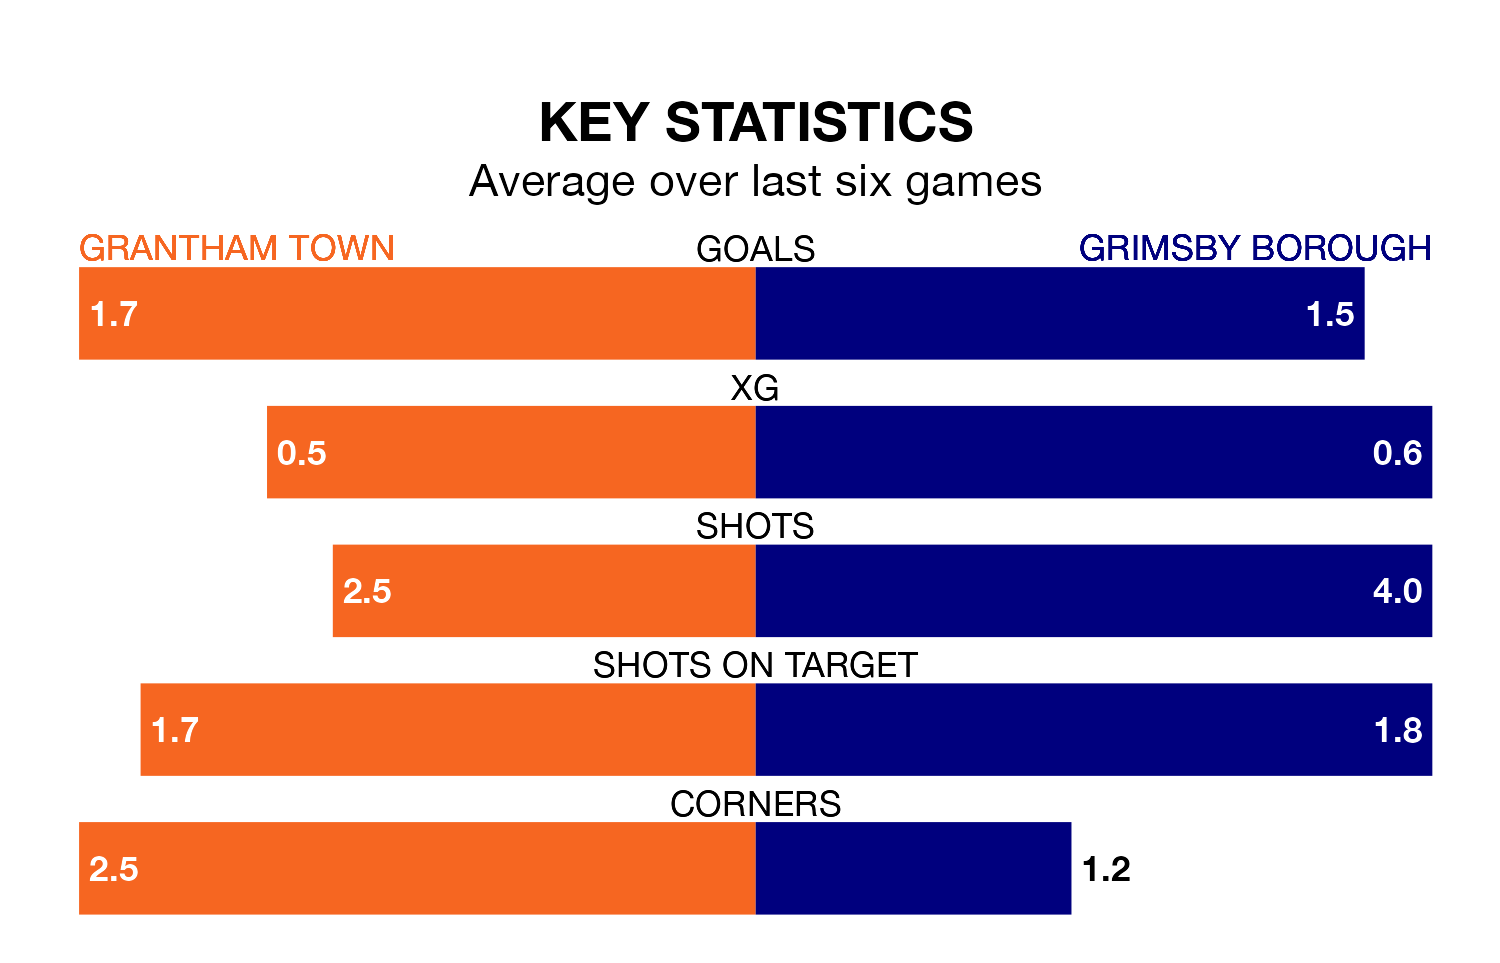 KEY STATISTICS
Average over last six games
GRANTHAM TOWN GOALS GRIMSBY BOROUGH
1.7 1.5
XG
0.5 0.6
SHOTS
2.5 4.0
SHOTS ON TARGET
1.7 1.8
CORNERS
2.5 1.2